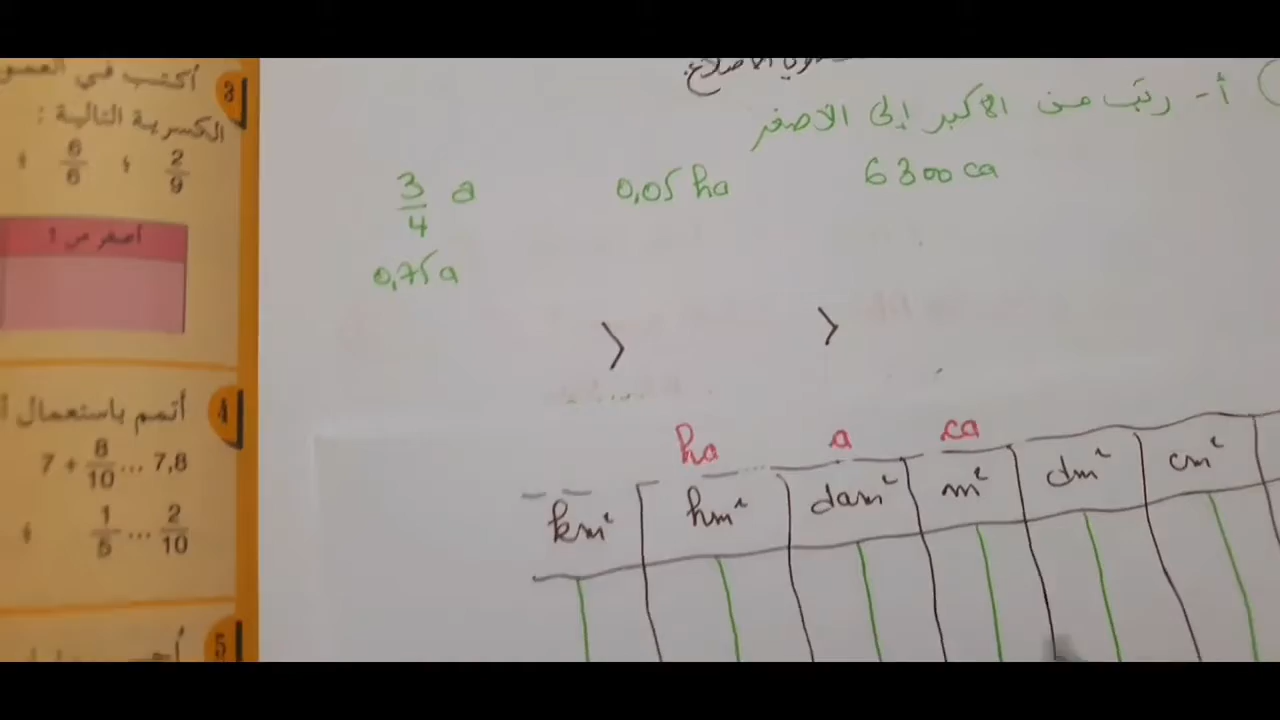 أ - رتب من الأكبر إلى الأصغر
3/4 a 0,05 ha 6300 ca
0,75 a
> >
ha a ca
km² hm² dam² m² dm² cm²
3
أكتب في
الكسرية التالية :
2/9 ، 6/6 ،
أصغر من 1
4
أتمم باستعمال
7 + 8/10 ... 7,8
1/5 ... 2/10 ،
5